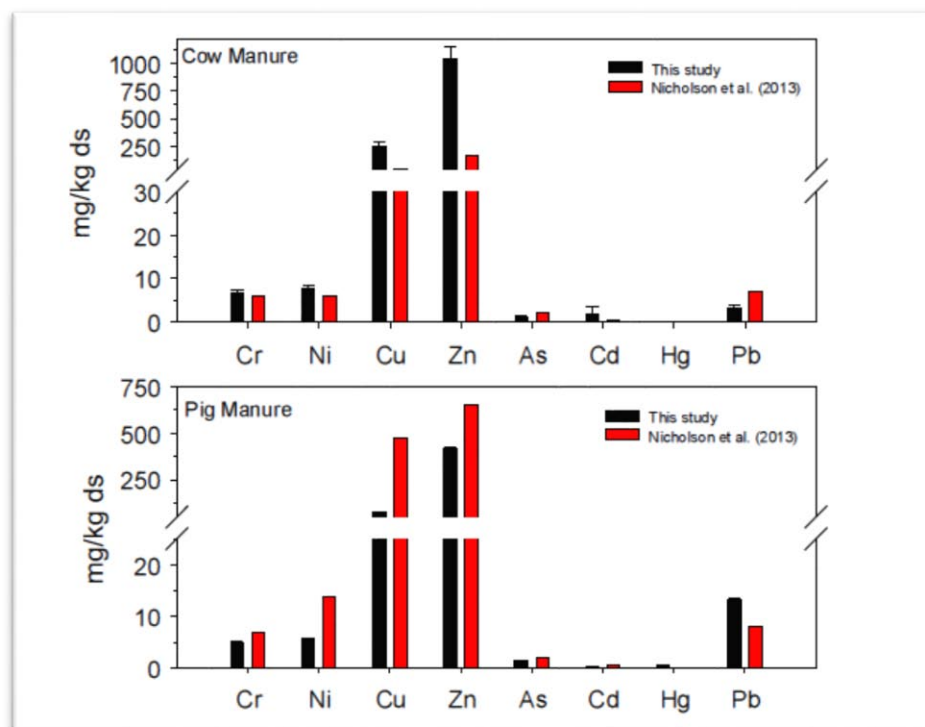 Cow Manure
This study
Nicholson et al. (2013)
mg/kg ds
1000
750
500
250
30
20
10
0
Cr Ni Cu Zn As Cd Hg Pb
Pig Manure
This study
Nicholson et al. (2013)
mg/kg ds
750
500
250
20
10
0
Cr Ni Cu Zn As Cd Hg Pb